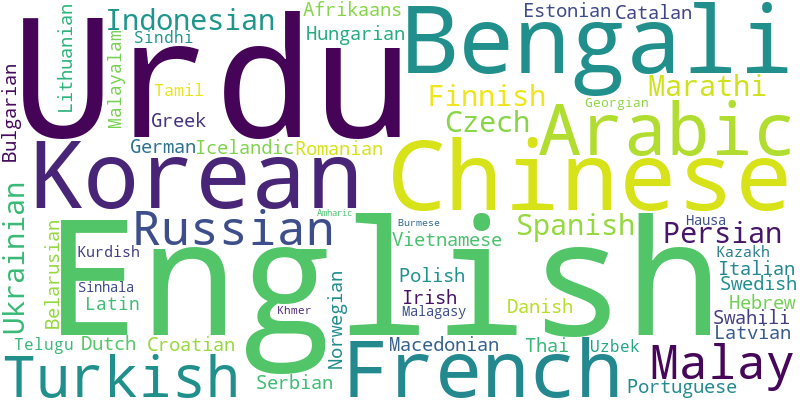 Urdu
Bengali
Indonesian
Afrikaans
Estonian
Catalan
Sindhi
Hungarian
Lithuanian
Malayalam
Bulgarian
Tamil
Finnish
Marathi
Georgian
Greek
Czech
Arabic
German
Icelandic
Romanian
Korean
Chinese
Ukrainian
Russian
Amharic
Burmese
Spanish
Hausa
Persian
Belarusian
English
Vietnamese
Kurdish
Kazakh
Italian
Polish
Swedish
Sinhala
Latin
Norwegian
Irish
Malagasy
Danish
Hebrew
Khmer
Swahili
Latvian
Telugu
Dutch
Croatian
Macedonian
Thai
Uzbek
Turkish
French
Malay
Serbian
Portuguese